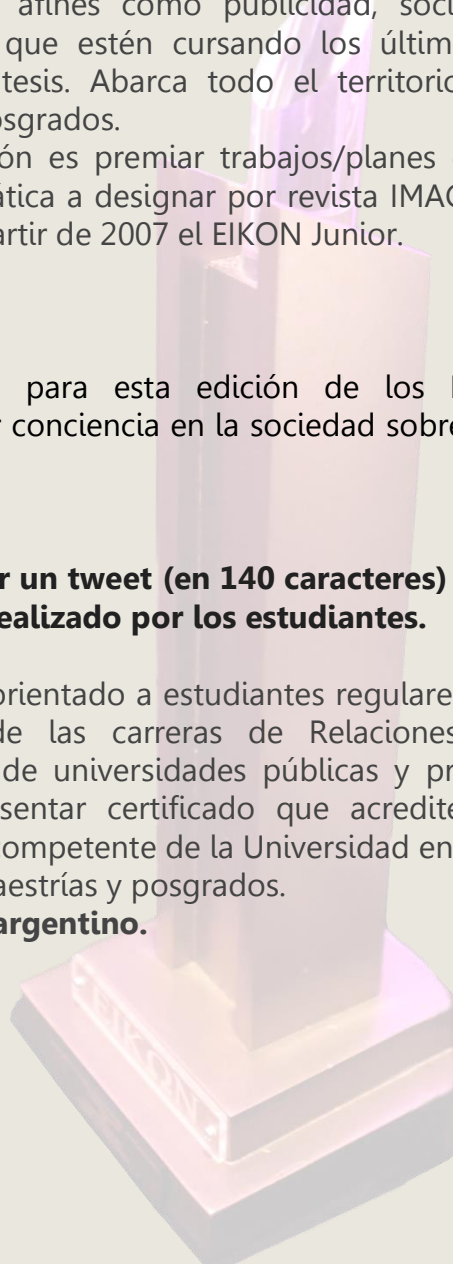 afines como publicidad, soci
que estén cursando los últim
tesis. Abarca todo el territorio
osgrados.
ón es premiar trabajos/planes
ática a designar por revista IMAG
artir de 2007 el EIKON Junior.
para esta edición de los
r conciencia en la sociedad sobre
r un tweet (en 140 caracteres)
ealizado por los estudiantes.
orientado a estudiantes regulare
de las carreras de Relaciones
de universidades públicas y pr
sentar certificado que acredite
competente de la Universidad en
aestrías y posgrados.
argentino.
EIKON